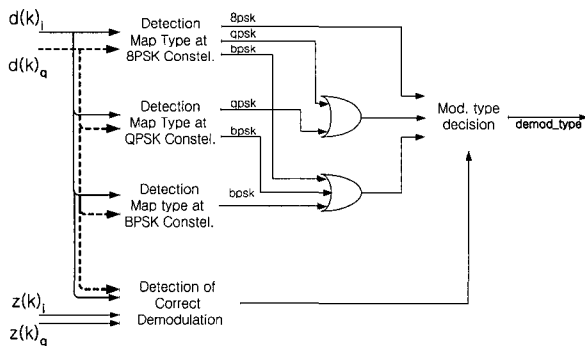 d(k)i
d(k)q
Detection
Map Type at
8PSK Constel.
8psk
qpsk
bpsk
Detection
Map Type at
QPSK Constel.
qpsk
bpsk
Detection
Map type at
BPSK Constel.
bpsk
Mod. type
decision
demod_type
z(k)i
z(k)q
Detection of
Correct
Demodulation